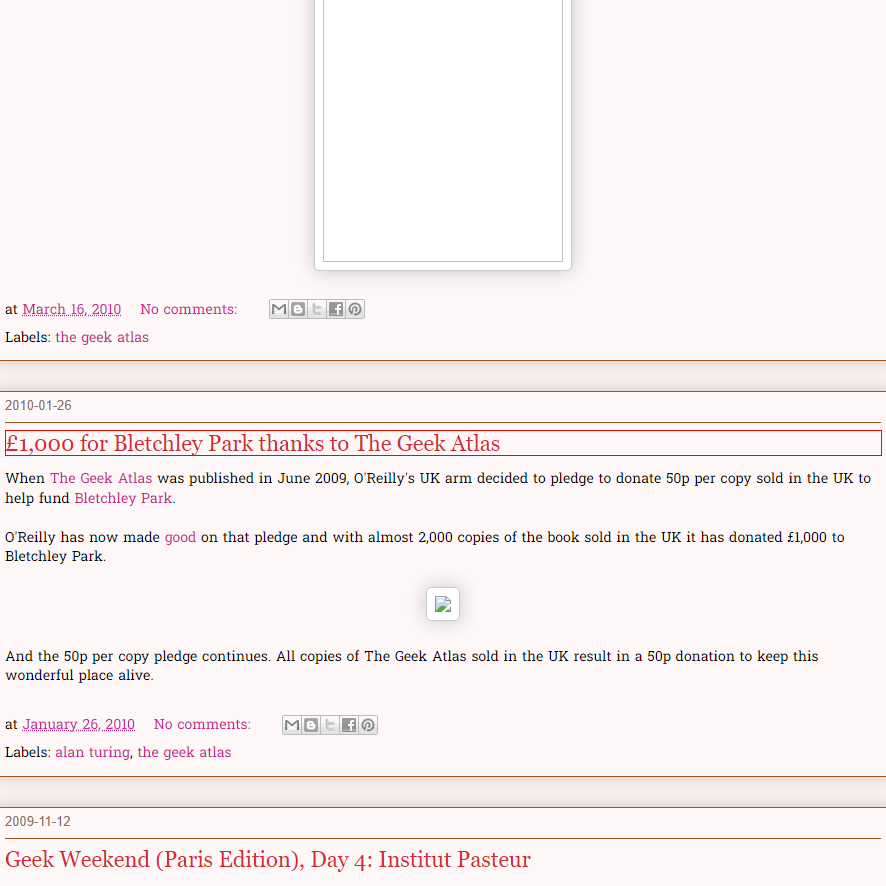 at March 16, 2010 No comments:
Labels: the geek atlas
2010-01-26
£1,000 for Bletchley Park thanks to The Geek Atlas
When The Geek Atlas was published in June 2009, O'Reilly's UK arm decided to pledge to donate 50p per copy sold in the UK to
help fund Bletchley Park.
O'Reilly has now made good on that pledge and with almost 2,000 copies of the book sold in the UK it has donated £1,000 to
Bletchley Park.
And the 50p per copy pledge continues. All copies of The Geek Atlas sold in the UK result in a 50p donation to keep this
wonderful place alive.
at January 26, 2010 No comments:
Labels: alan turing, the geek atlas
2009-11-12
Geek Weekend (Paris Edition), Day 4: Institut Pasteur